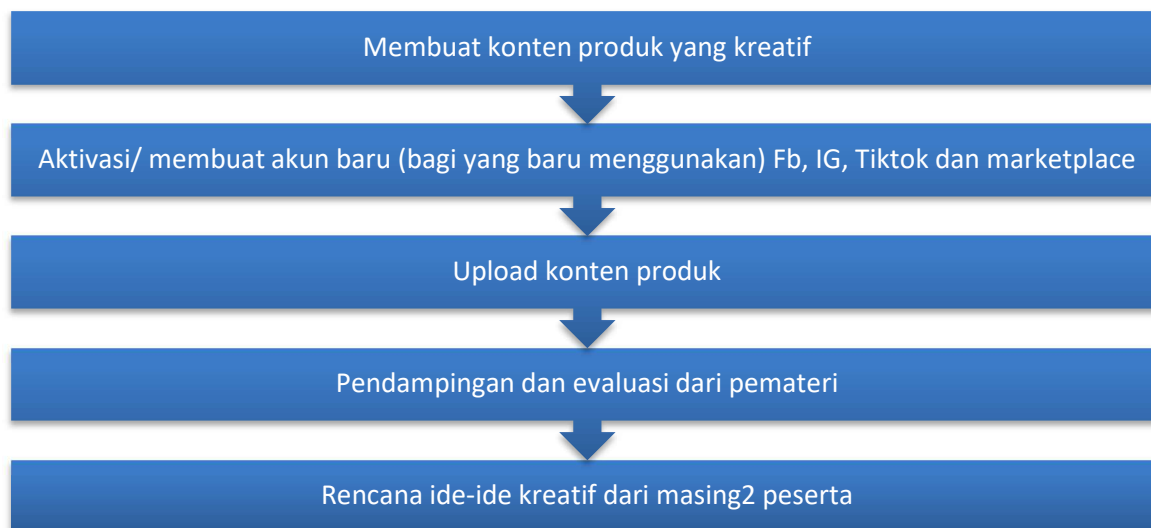 Membuat konten produk yang kreatif
Aktivasi/ membuat akun baru (bagi yang baru menggunakan) Fb, IG, Tiktok dan marketplace
Upload konten produk
Pendampingan dan evaluasi dari pemateri
Rencana ide-ide kreatif dari masing2 peserta